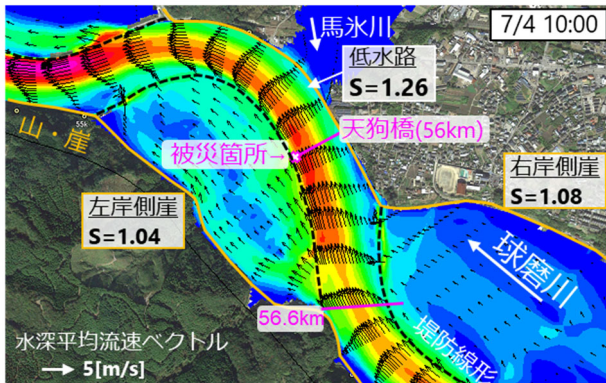 7/4 10:00
馬氷川
低水路
S=1.26
天狗橋(56km)
被災箇所→
山・崖
55k
右岸側崖
S=1.08
左岸側崖
S=1.04
球磨川
56.6km
堤防線形
水深平均流速ベクトル
5[m/s]